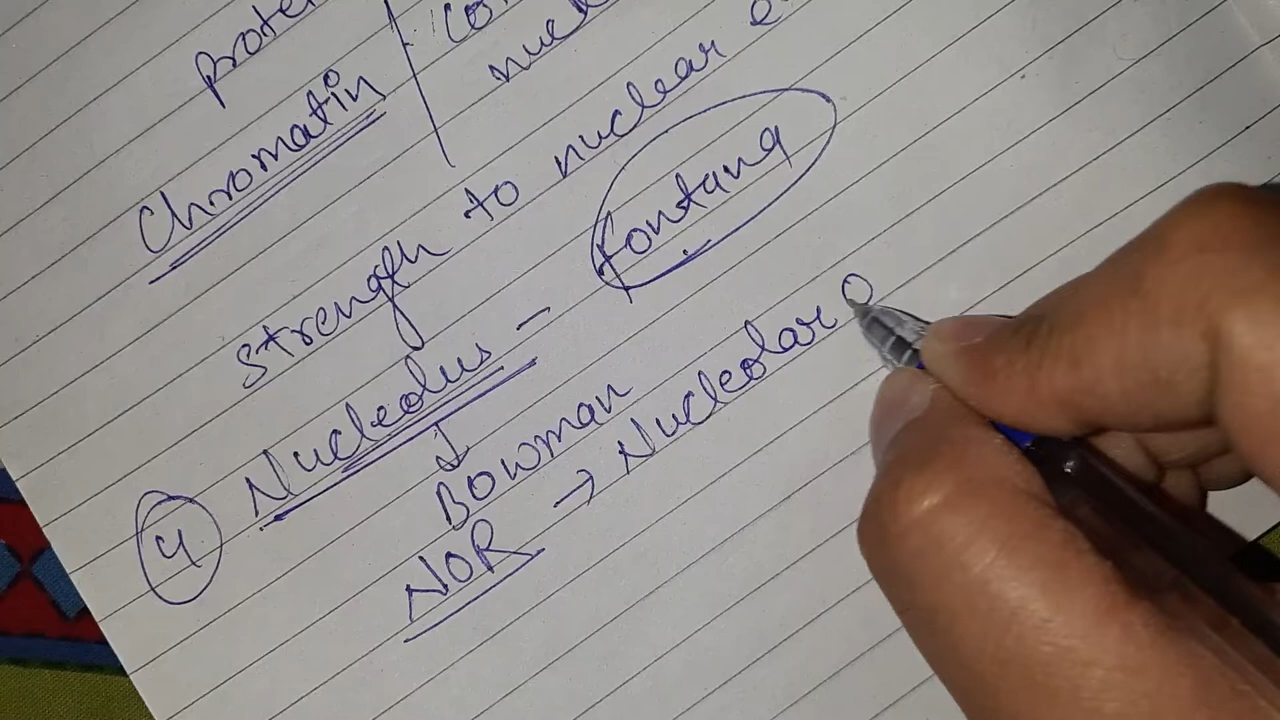 Chromatin
strength to nuclear
④ Nucleolus - Fontana
↓
Bowman
NOR → Nucleolar O